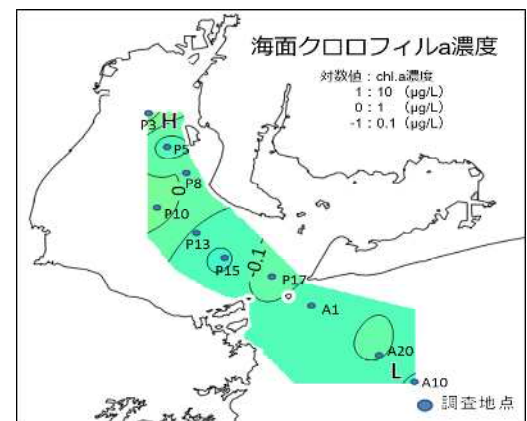 海面クロロフィルa濃度
対数値：chl.a濃度
1：10 (μg/L)
0：1 (μg/L)
-1：0.1 (μg/L)
P3
H
P5
P8
0
P10
P13
P15
-0.1
P17
A1
A20
L
A10
調査地点